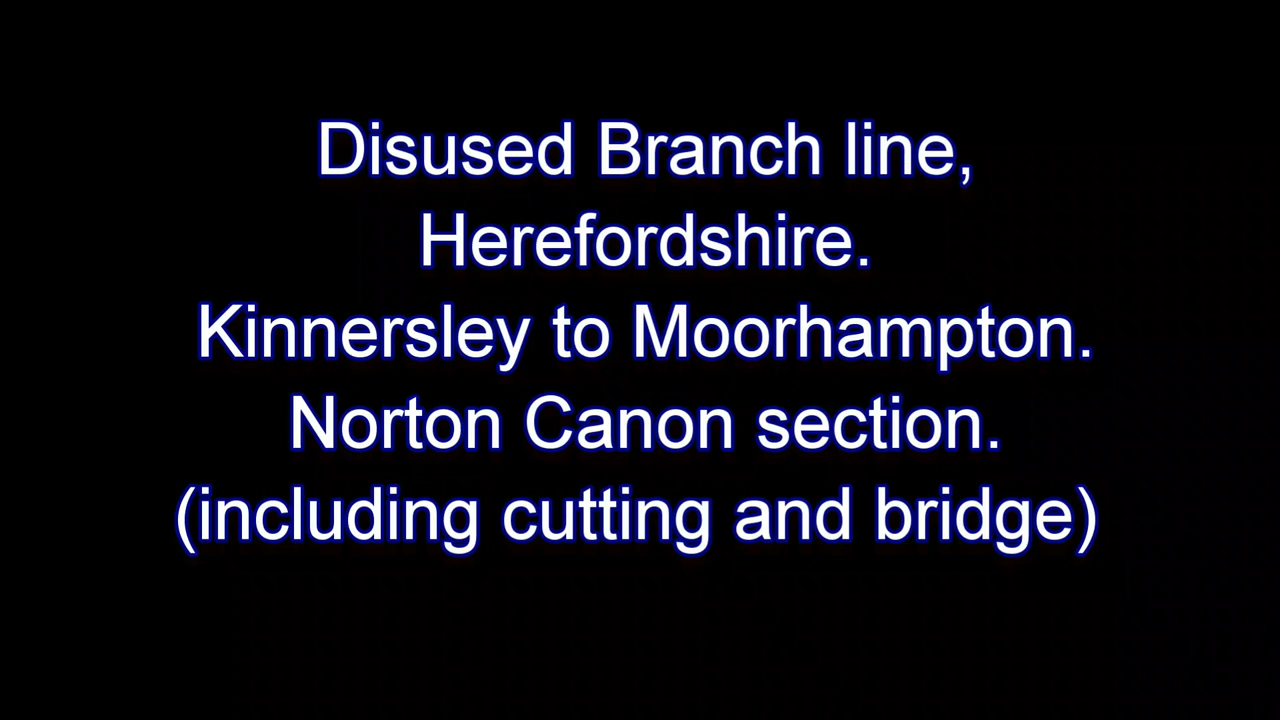 Disused Branch line,
Herefordshire.
Kinnersley to Moorhampton.
Norton Canon section.
(including cutting and bridge)